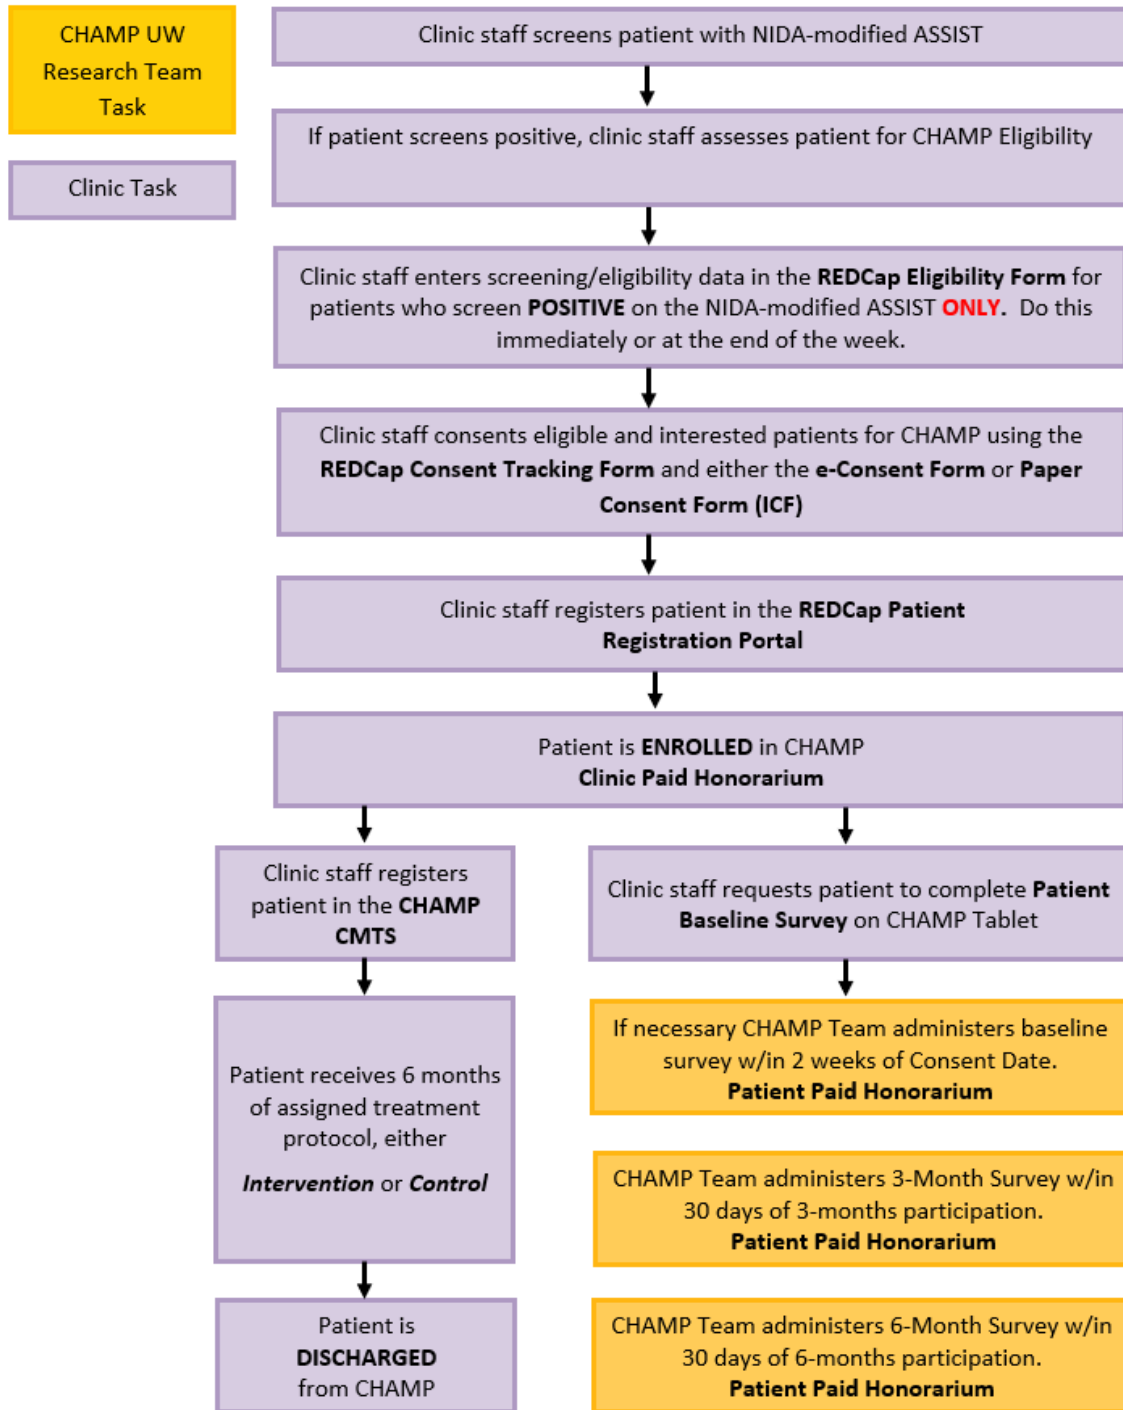 CHAMP UW
Research Team
Task
Clinic Task
Clinic staff screens patient with NIDA-modified ASSIST
If patient screens positive, clinic staff assesses patient for CHAMP Eligibility
Clinic staff enters screening/eligibility data in the REDCap Eligibility Form for
patients who screen POSITIVE on the NIDA-modified ASSIST ONLY. Do this
immediately or at the end of the week.
Clinic staff consents eligible and interested patients for CHAMP using the
REDCap Consent Tracking Form and either the e-Consent Form or Paper
Consent Form (ICF)
Clinic staff registers patient in the REDCap Patient
Registration Portal
Patient is ENROLLED in CHAMP
Clinic Paid Honorarium
Clinic staff registers
patient in the CHAMP
CMTS
Patient receives 6 months
of assigned treatment
protocol, either
Intervention or Control
Patient is
DISCHARGED
from CHAMP
Clinic staff requests patient to complete Patient
Baseline Survey on CHAMP Tablet
If necessary CHAMP Team administers baseline
survey w/in 2 weeks of Consent Date.
Patient Paid Honorarium
CHAMP Team administers 3-Month Survey w/in
30 days of 3-months participation.
Patient Paid Honorarium
CHAMP Team administers 6-Month Survey w/in
30 days of 6-months participation.
Patient Paid Honorarium